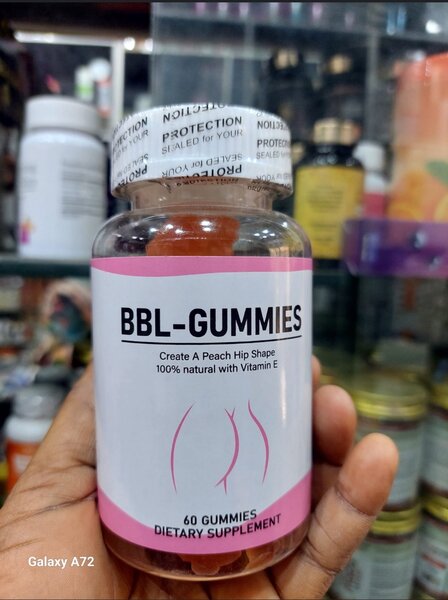 PROTECTION
PROTECTION
SEALED for YOUR
BBL-GUMMIES
Create A Peach Hip Shape
100% natural with Vitamin E
60 GUMMIES
DIETARY SUPPLEMENT
Galaxy A72